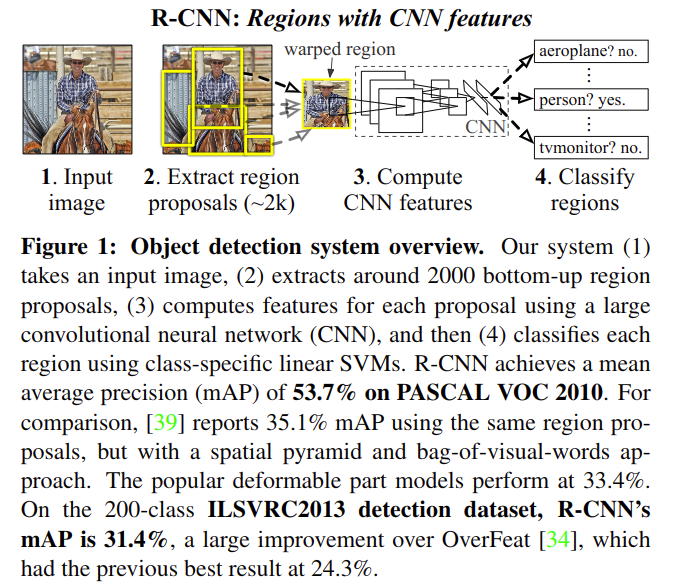 R-CNN: Regions with CNN features
warped region
aeroplane? no.
⋮
person? yes.
⋮
tvmonitor? no.
CNN
1. Input
image
2. Extract region
proposals (~2k)
3. Compute
CNN features
4. Classify
regions
Figure 1: Object detection system overview. Our system (1)
takes an input image, (2) extracts around 2000 bottom-up region
proposals, (3) computes features for each proposal using a large
convolutional neural network (CNN), and then (4) classifies each
region using class-specific linear SVMs. R-CNN achieves a mean
average precision (mAP) of 53.7% on PASCAL VOC 2010. For
comparison, [39] reports 35.1% mAP using the same region pro-
posals, but with a spatial pyramid and bag-of-visual-words ap-
proach. The popular deformable part models perform at 33.4%.
On the 200-class ILSVRC2013 detection dataset, R-CNN's
mAP is 31.4%, a large improvement over OverFeat [34], which
had the previous best result at 24.3%.